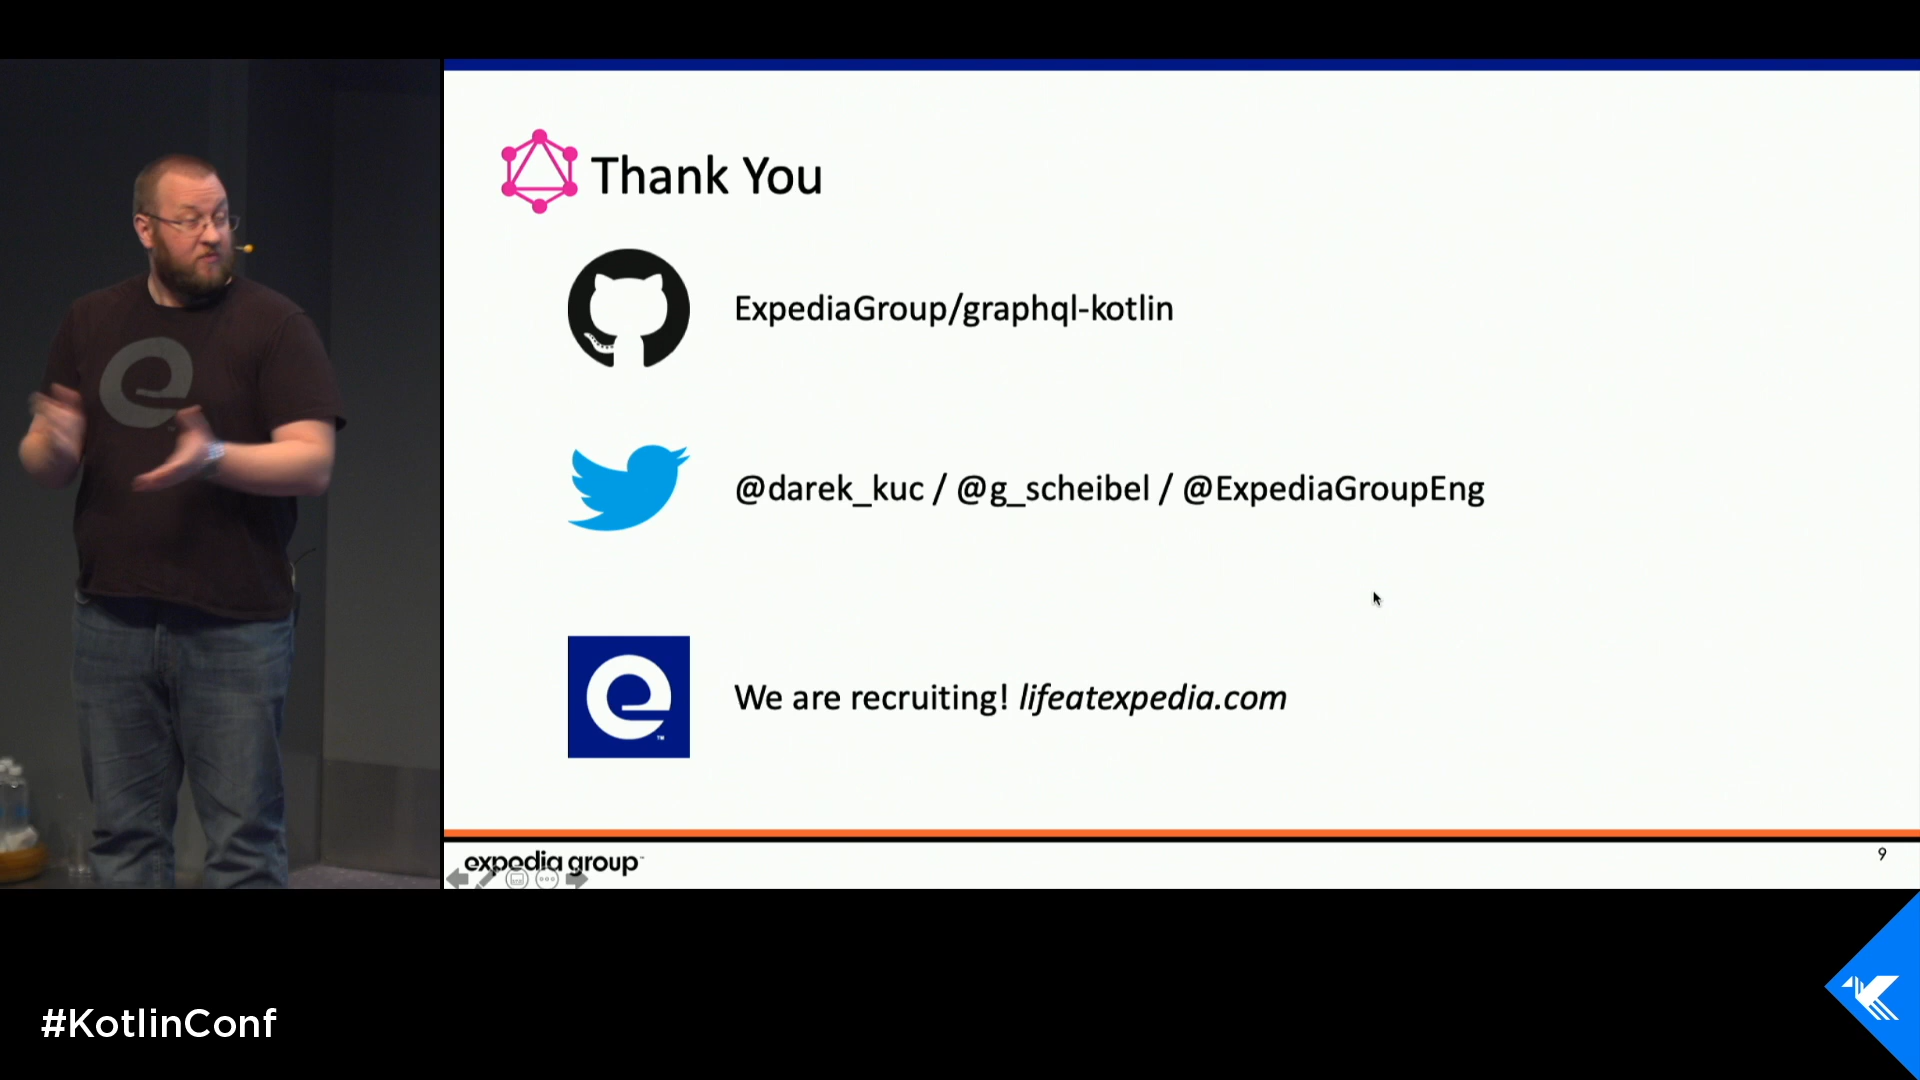 Thank You
ExpediaGroup/graphql-kotlin
@darek_kuc / @g_scheibel / @ExpediaGroupEng
We are recruiting! lifeatexpedia.com
expedia group
9
#KotlinConf